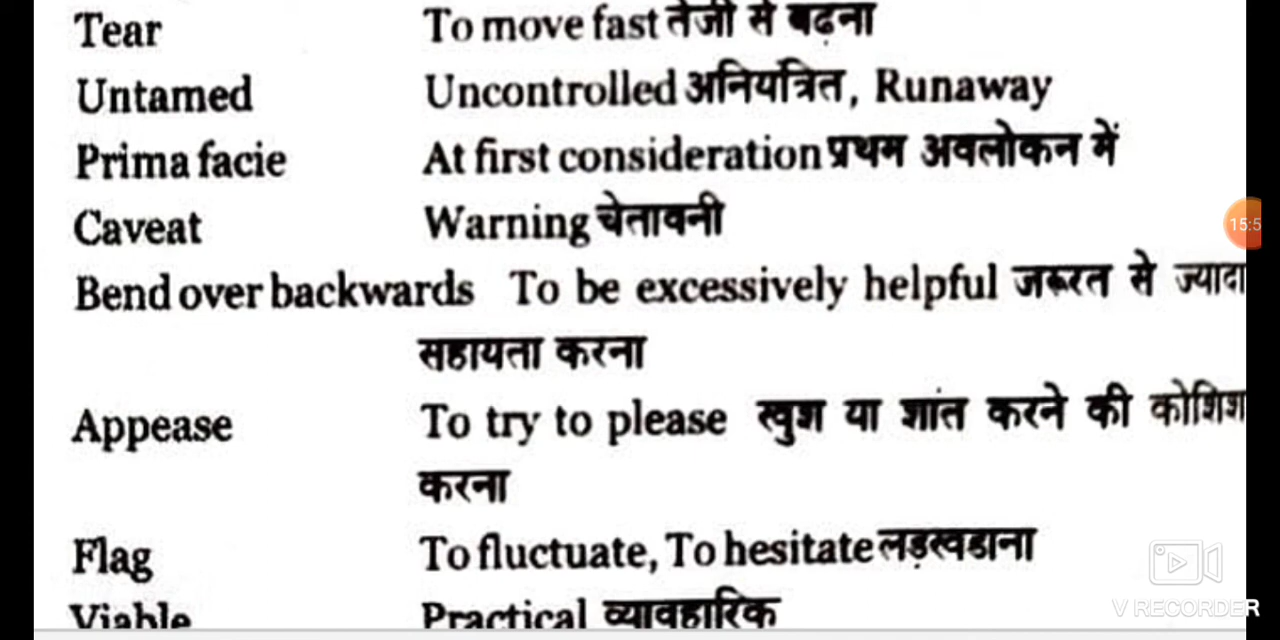 Tear To move fast तेजी से बढ़ना
Untamed Uncontrolled अनियंत्रित, Runaway
Prima facie At first consideration प्रथम अवलोकन में
Caveat Warning चेतावनी
Bend over backwards To be excessively helpful जरूरत से ज्यादा
सहायता करना
Appease To try to please खुश या शांत करने की कोशिश
करना
Flag To fluctuate, To hesitate लड़खडाना
Viable Practical व्यावहारिक
15:5
V RECORDER